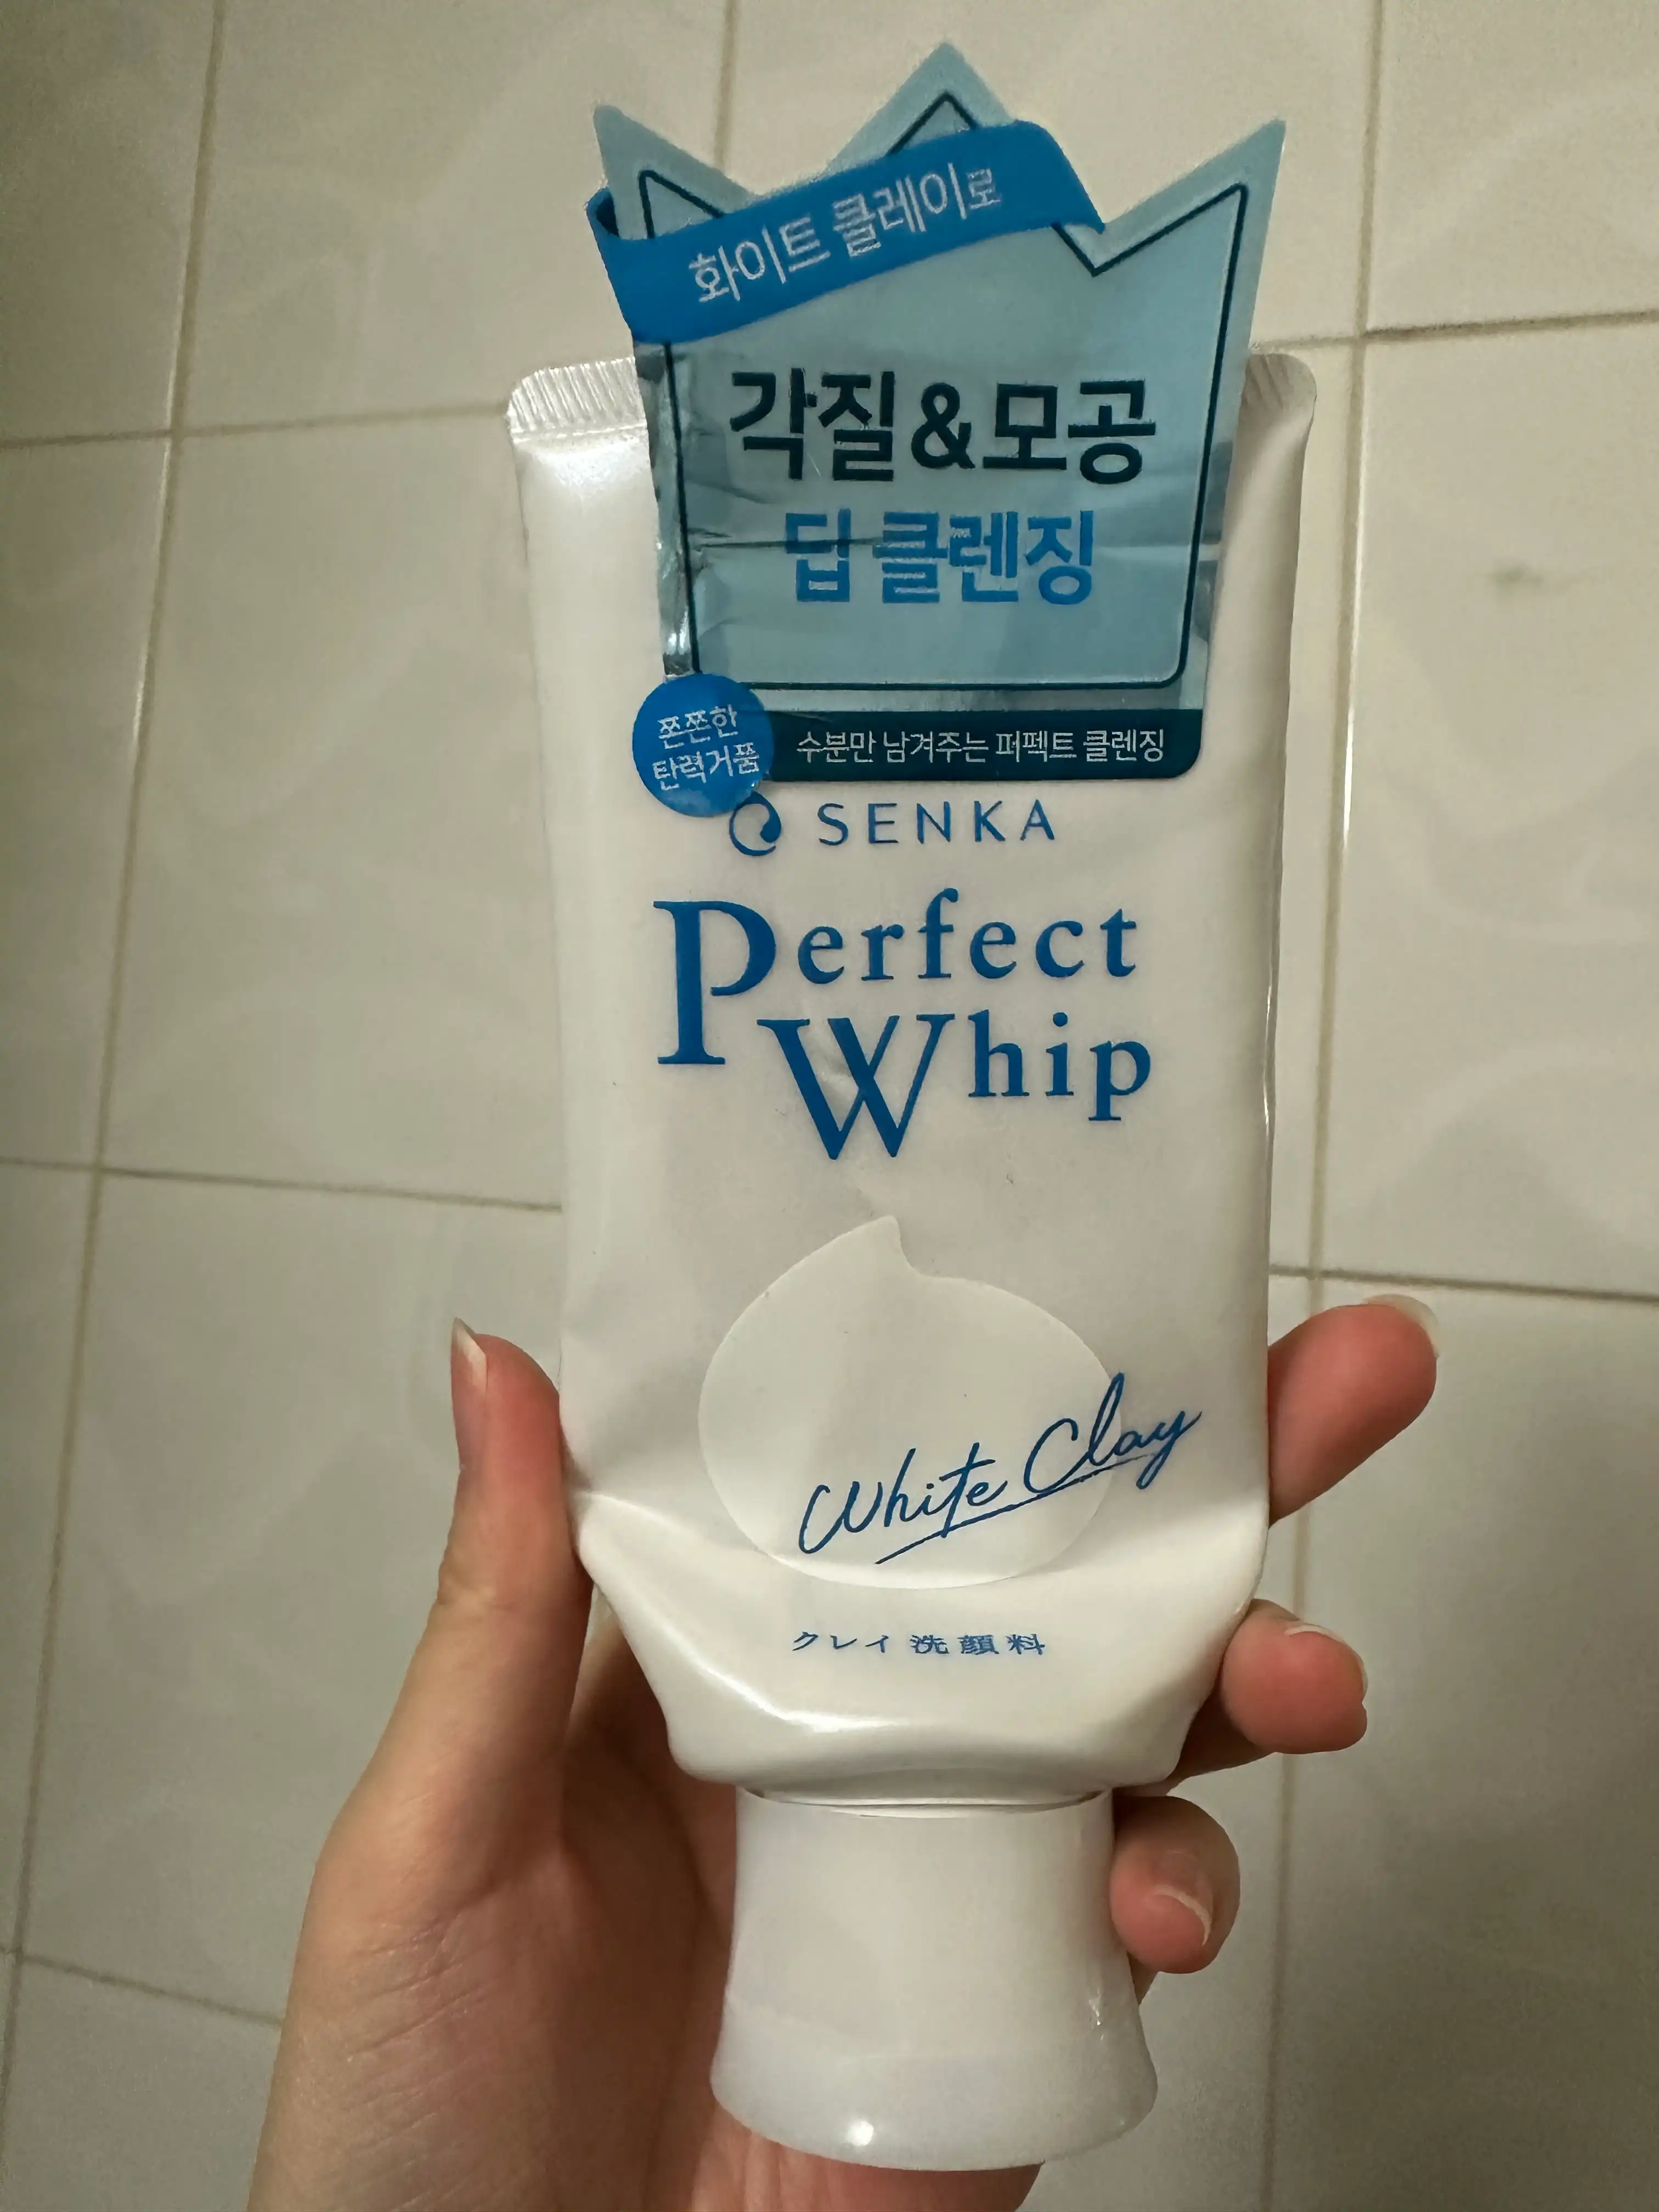 화이트 클레이로
각질&모공
딥 클렌징
쫀쫀한
탄력거품
수분만 남겨주는 퍼펙트 클렌징
SENKA
Perfect
Whip
White Clay
クレイ洗顔料